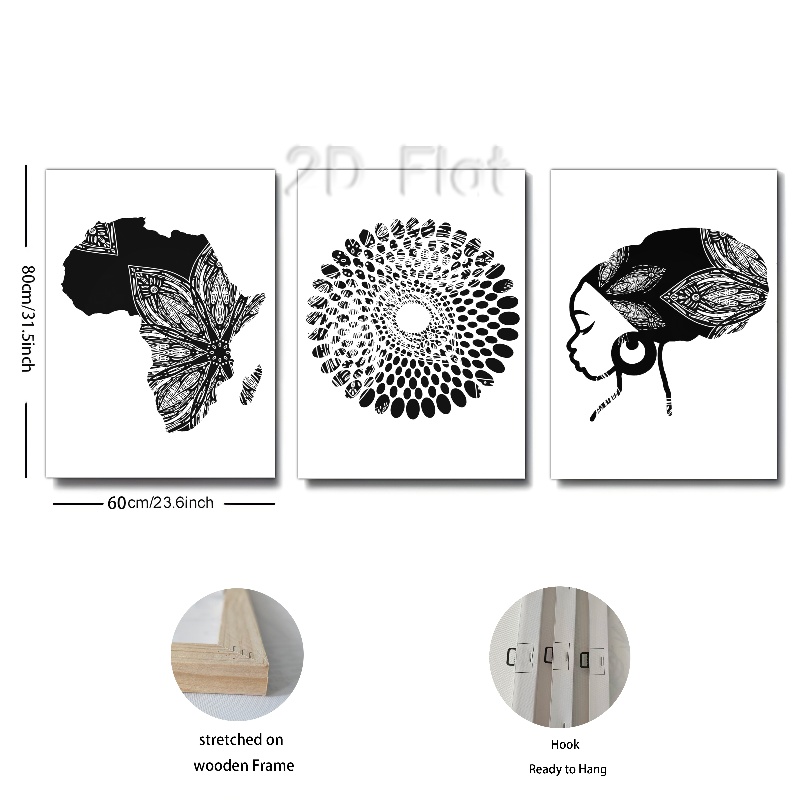 2D Flat
80cm/31.5inch
60cm/23.6inch
stretched on
wooden Frame
Hook
Ready to Hang